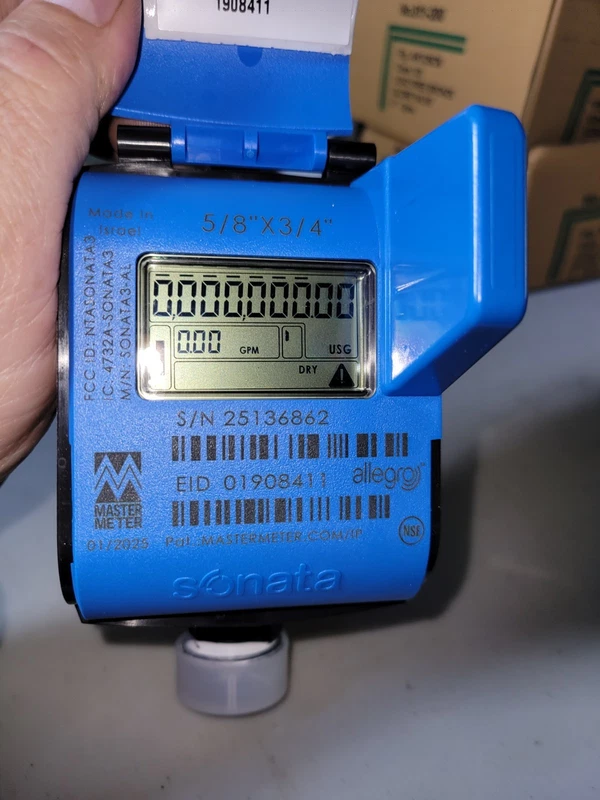 1908411
Made in
Israel
5/8"X3/4"
FCC ID: NTASONATA3
IC: 4732A-SONATA3
M/N: SONATA3-AL
0,000,000.00
0.00
GPM
USG
DRY
S/N 25136862
EID 01908411
allegro
MASTER
METER
NSF
01/2025 Pat: MASTERMETER.COM/IP
sonata